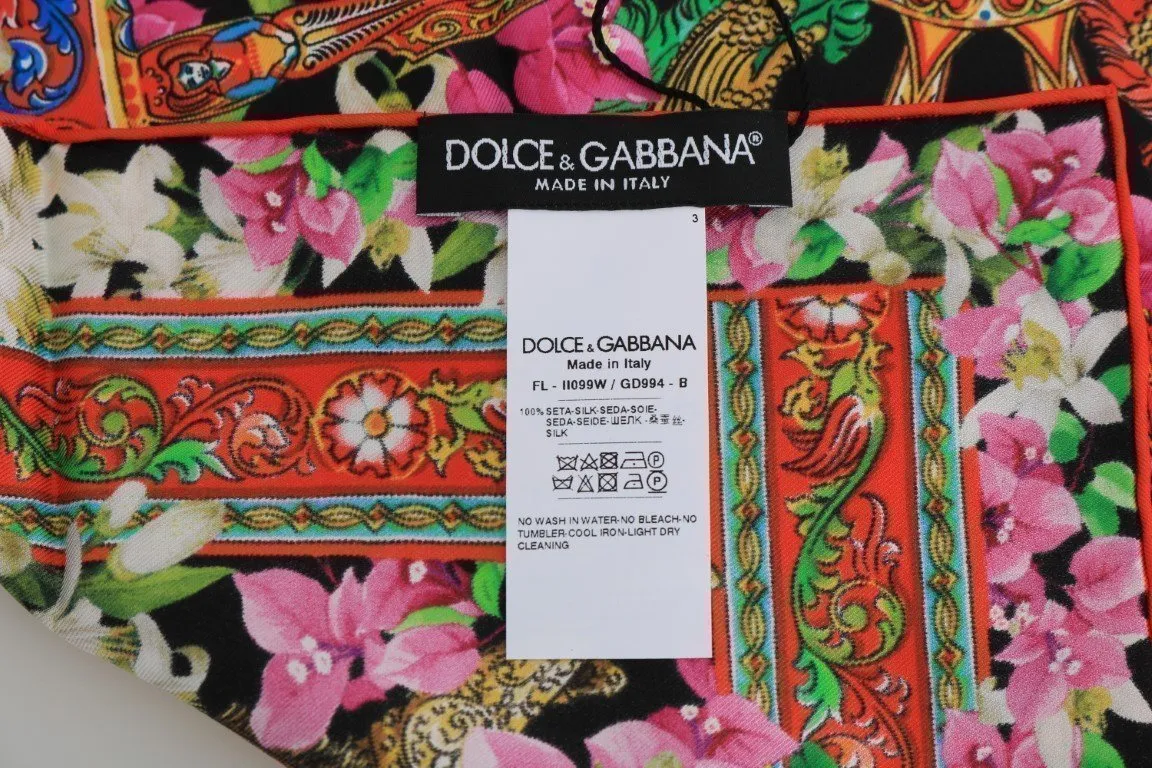 DOLCE & GABBANA®
MADE IN ITALY
3
DOLCE & GABBANA
Made in Italy
FL - II099W / GD994 - B
100% SETA-SILK-SEDA-SOIE-
SEDA-SEIDE-ШЕЛК -桑蚕丝-
SILK
NO WASH IN WATER-NO BLEACH-NO
TUMBLER-COOL IRON-LIGHT DRY
CLEANING